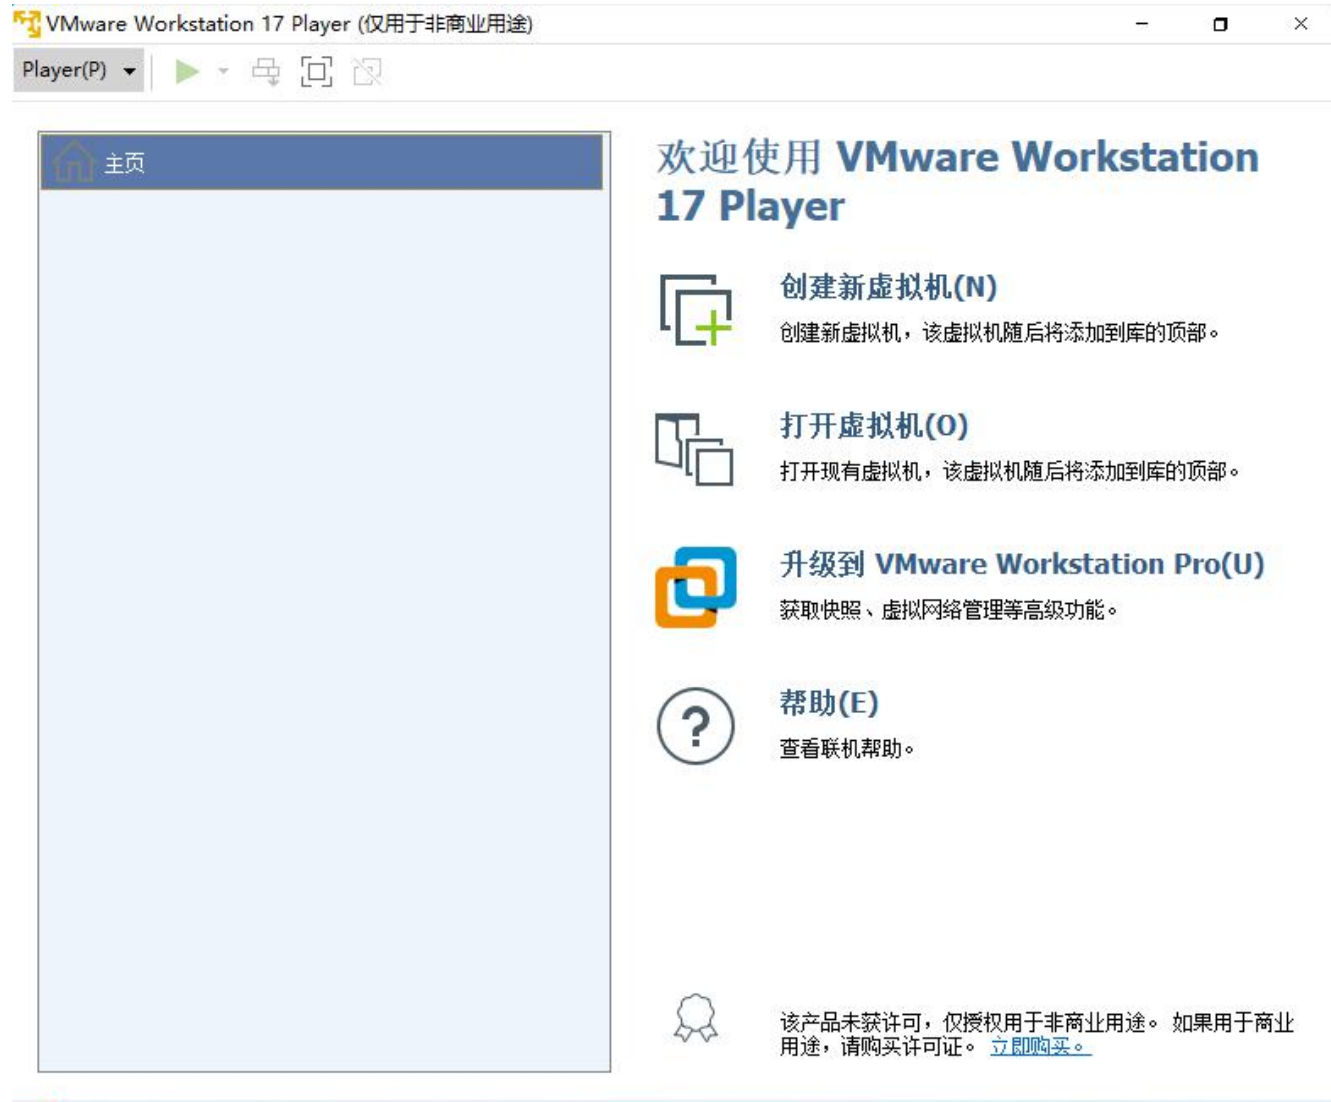 VMware Workstation 17 Player (仅用于非商业用途)
Player(P)
主页
欢迎使用 VMware Workstation
17 Player
创建新虚拟机(N)
创建新虚拟机，该虚拟机随后将添加到库的顶部。
打开虚拟机(O)
打开现有虚拟机，该虚拟机随后将添加到库的顶部。
升级到 VMware Workstation Pro(U)
获取快照、虚拟网络管理等高级功能。
帮助(E)
查看联机帮助。
该产品未获许可，仅授权用于非商业用途。如果用于商业
用途，请购买许可证。 立即购买。